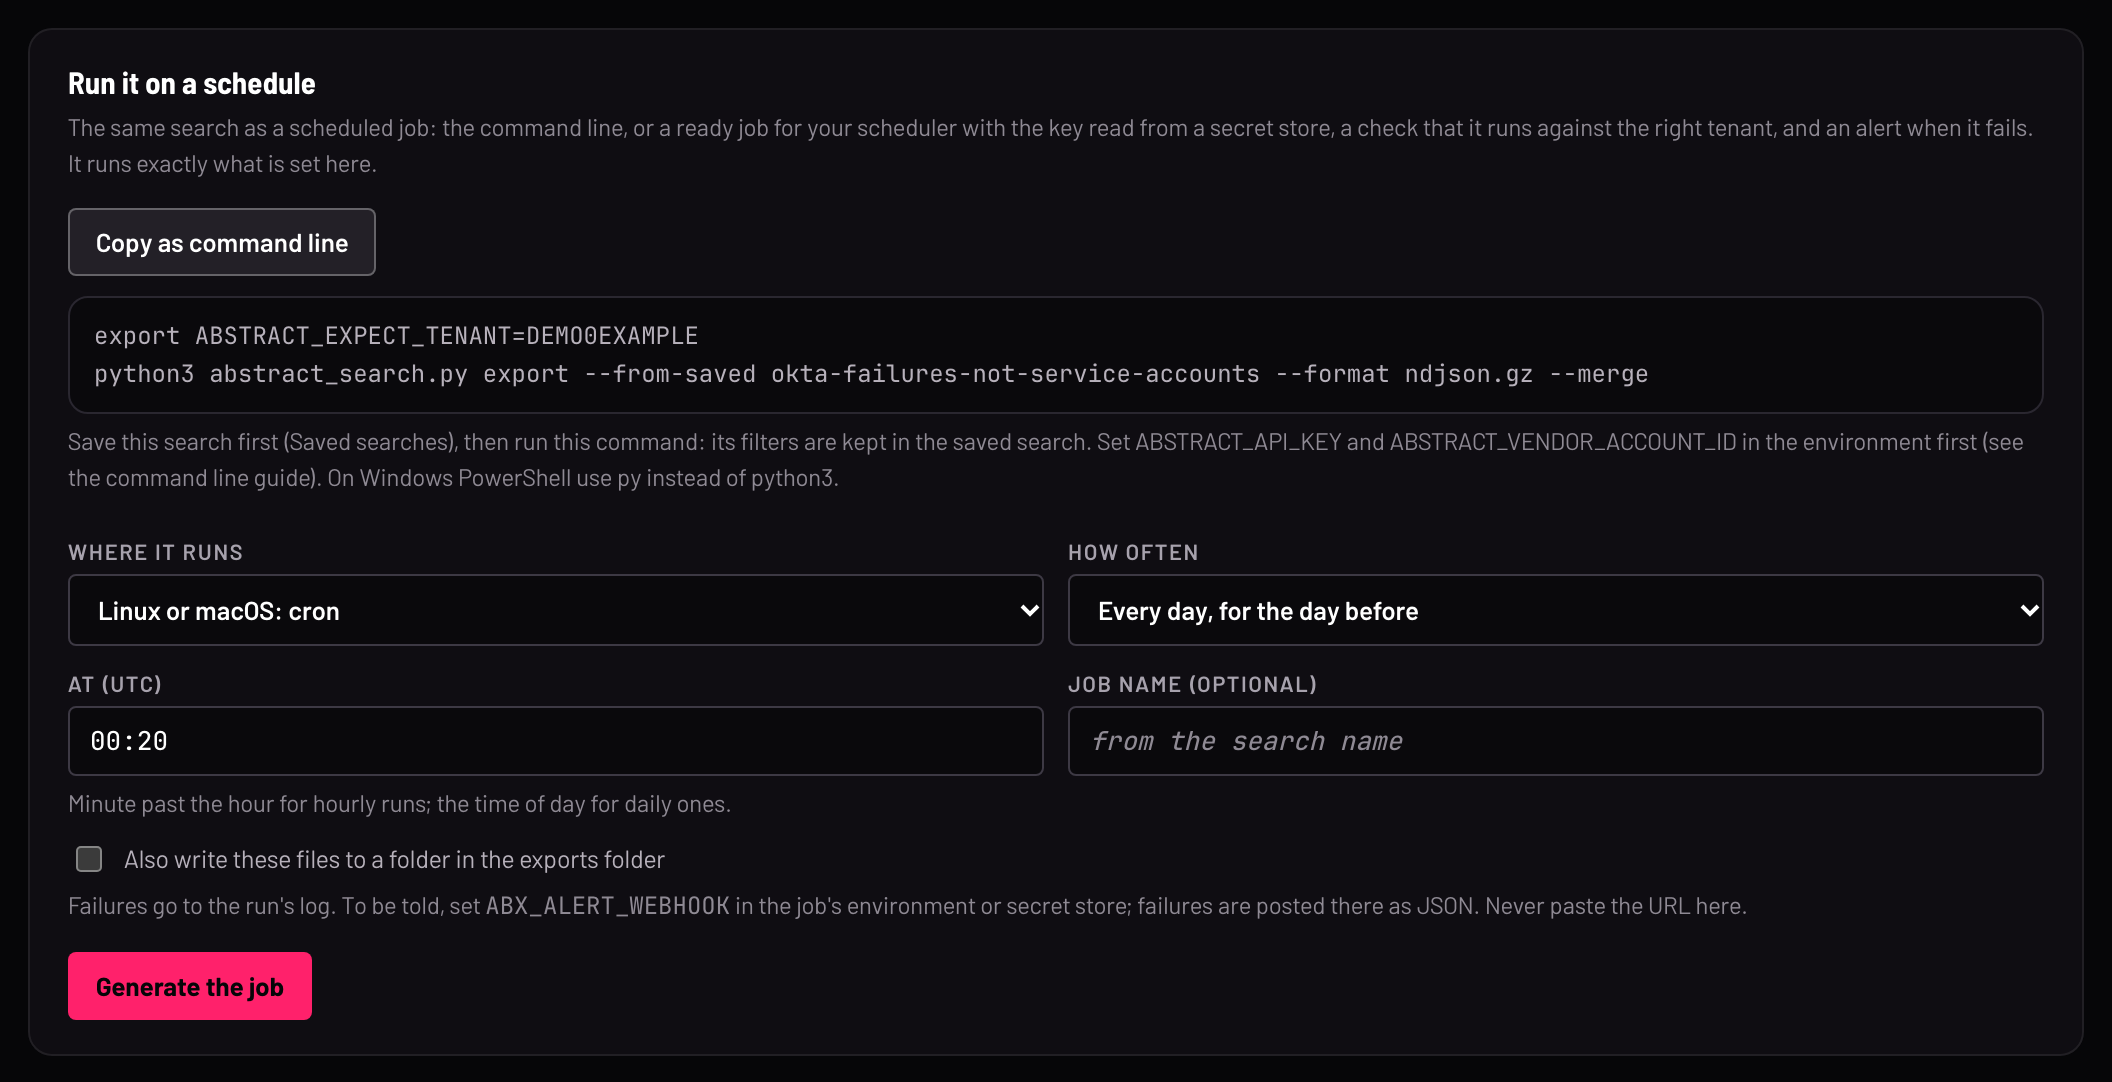 Run it on a schedule
The same search as a scheduled job: the command line, or a ready job for your scheduler with the key read from a secret store, a check that it runs against the right tenant, and an alert when it fails.
It runs exactly what is set here.
Copy as command line
export ABSTRACT_EXPECT_TENANT=DEMO0EXAMPLE
python3 abstract_search.py export --from-saved okta-failures-not-service-accounts --format ndjson.gz --merge
Save this search first (Saved searches), then run this command: its filters are kept in the saved search. Set ABSTRACT_API_KEY and ABSTRACT_VENDOR_ACCOUNT_ID in the environment first (see
the command line guide). On Windows PowerShell use py instead of python3.
WHERE IT RUNS
Linux or macOS: cron
HOW OFTEN
Every day, for the day before
AT (UTC)
00:20
JOB NAME (OPTIONAL)
from the search name
Minute past the hour for hourly runs; the time of day for daily ones.
Also write these files to a folder in the exports folder
Failures go to the run's log. To be told, set ABX_ALERT_WEBHOOK in the job's environment or secret store; failures are posted there as JSON. Never paste the URL here.
Generate the job